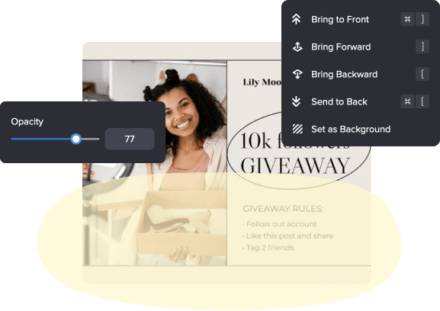 Bring to Front ⌘ ]
Bring Forward ]
Bring Backward [
Send to Back ⌘ [
Set as Background
Opacity
77
Lily
10k followers
GIVEAWAY
GIVEAWAY RULES:
• Follow our account
• Like this post and share
• Tag 2 friends